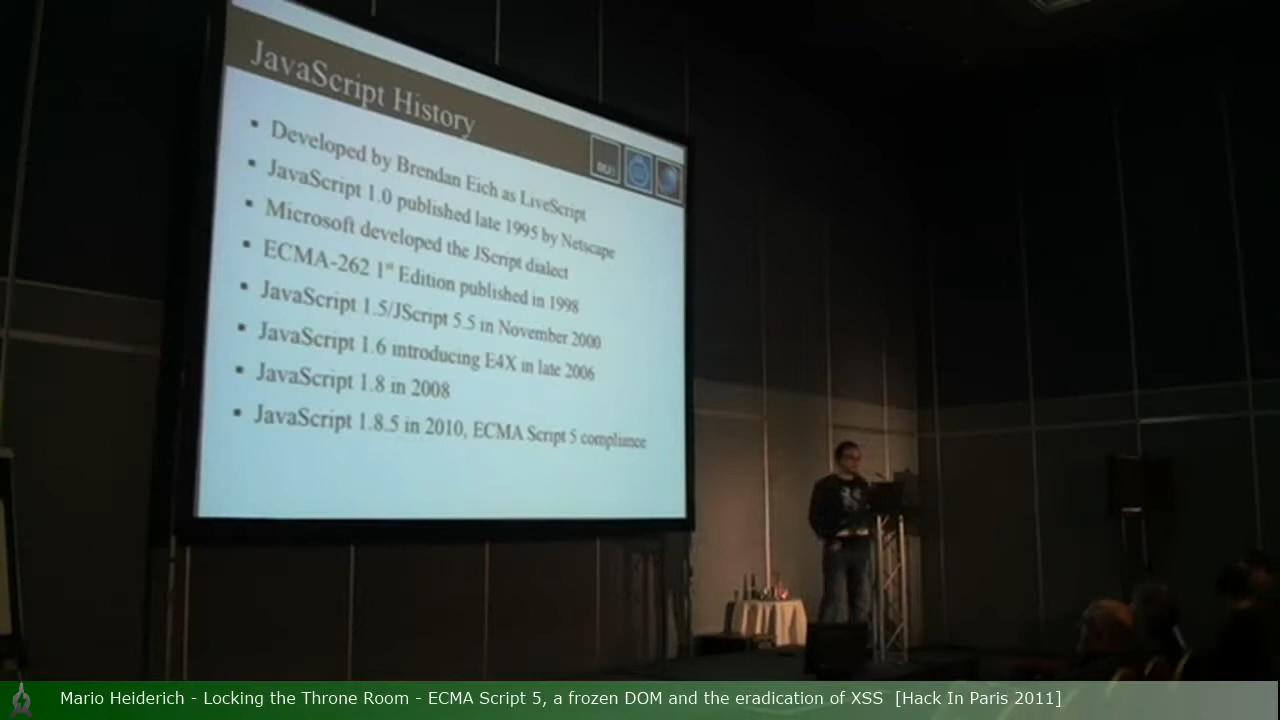 JavaScript History
▪ Developed by Brendan Eich as LiveScript
▪ JavaScript 1.0 published late 1995 by Netscape
▪ Microsoft developed the JScript dialect
▪ ECMA-262 1st Edition published in 1998
▪ JavaScript 1.5/JScript 5.5 in November 2000
▪ JavaScript 1.6 introducing E4X in late 2006
▪ JavaScript 1.8 in 2008
▪ JavaScript 1.8.5 in 2010, ECMA Script 5 compliance
Mario Heiderich - Locking the Throne Room - ECMA Script 5, a frozen DOM and the eradication of XSS [Hack In Paris 2011]